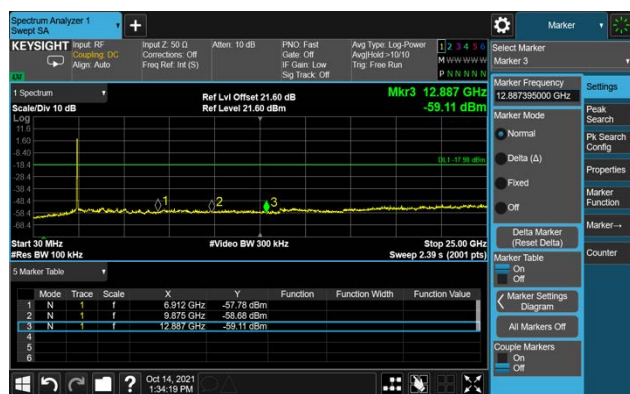 Spectrum Analyzer 1
Swept SA
Marker
KEYSIGHT
Input: RF
Coupling: DC
Align: Auto
Input Z: 50 Ω
Corrections: Off
Freq Ref: Int (S)
Atten: 10 dB
PNO: Fast
Gate: Off
IF Gain: Low
Sig Track: Off
Avg Type: Log-Power
Avg|Hold:>10/10
Trig: Free Run
1 2 3 4 5 6
M W W W W W
P N N N N N
LV
Select Marker
Marker 3
1 Spectrum
Scale/Div 10 dB
Ref Lvl Offset 21.60 dB
Ref Level 21.60 dBm
Mkr3 12.887 GHz
-59.11 dBm
Log
11.6
1.60
-8.40
-18.4
-28.4
-38.4
-48.4
-58.4
-68.4
DL1 -17.98 dBm
1
2
3
Start 30 MHz
#Res BW 100 kHz
#Video BW 300 kHz
Stop 25.00 GHz
Sweep 2.39 s (2001 pts)
5 Marker Table
Mode Trace Scale X Y Function Function Width Function Value
1 N 1 f 6.912 GHz -57.78 dBm
2 N 1 f 9.875 GHz -58.68 dBm
3 N 1 f 12.887 GHz -59.11 dBm
4
5
6
Marker Frequency
12.887395000 GHz
Marker Mode
Normal
Delta (Δ)
Fixed
Off
Delta Marker
(Reset Delta)
Marker Table
On
Off
Marker Settings
Diagram
All Markers Off
Couple Markers
On
Off
Settings
Peak
Search
Pk Search
Config
Properties
Marker
Function
Marker→
Counter
?
Oct 14, 2021
1:34:19 PM